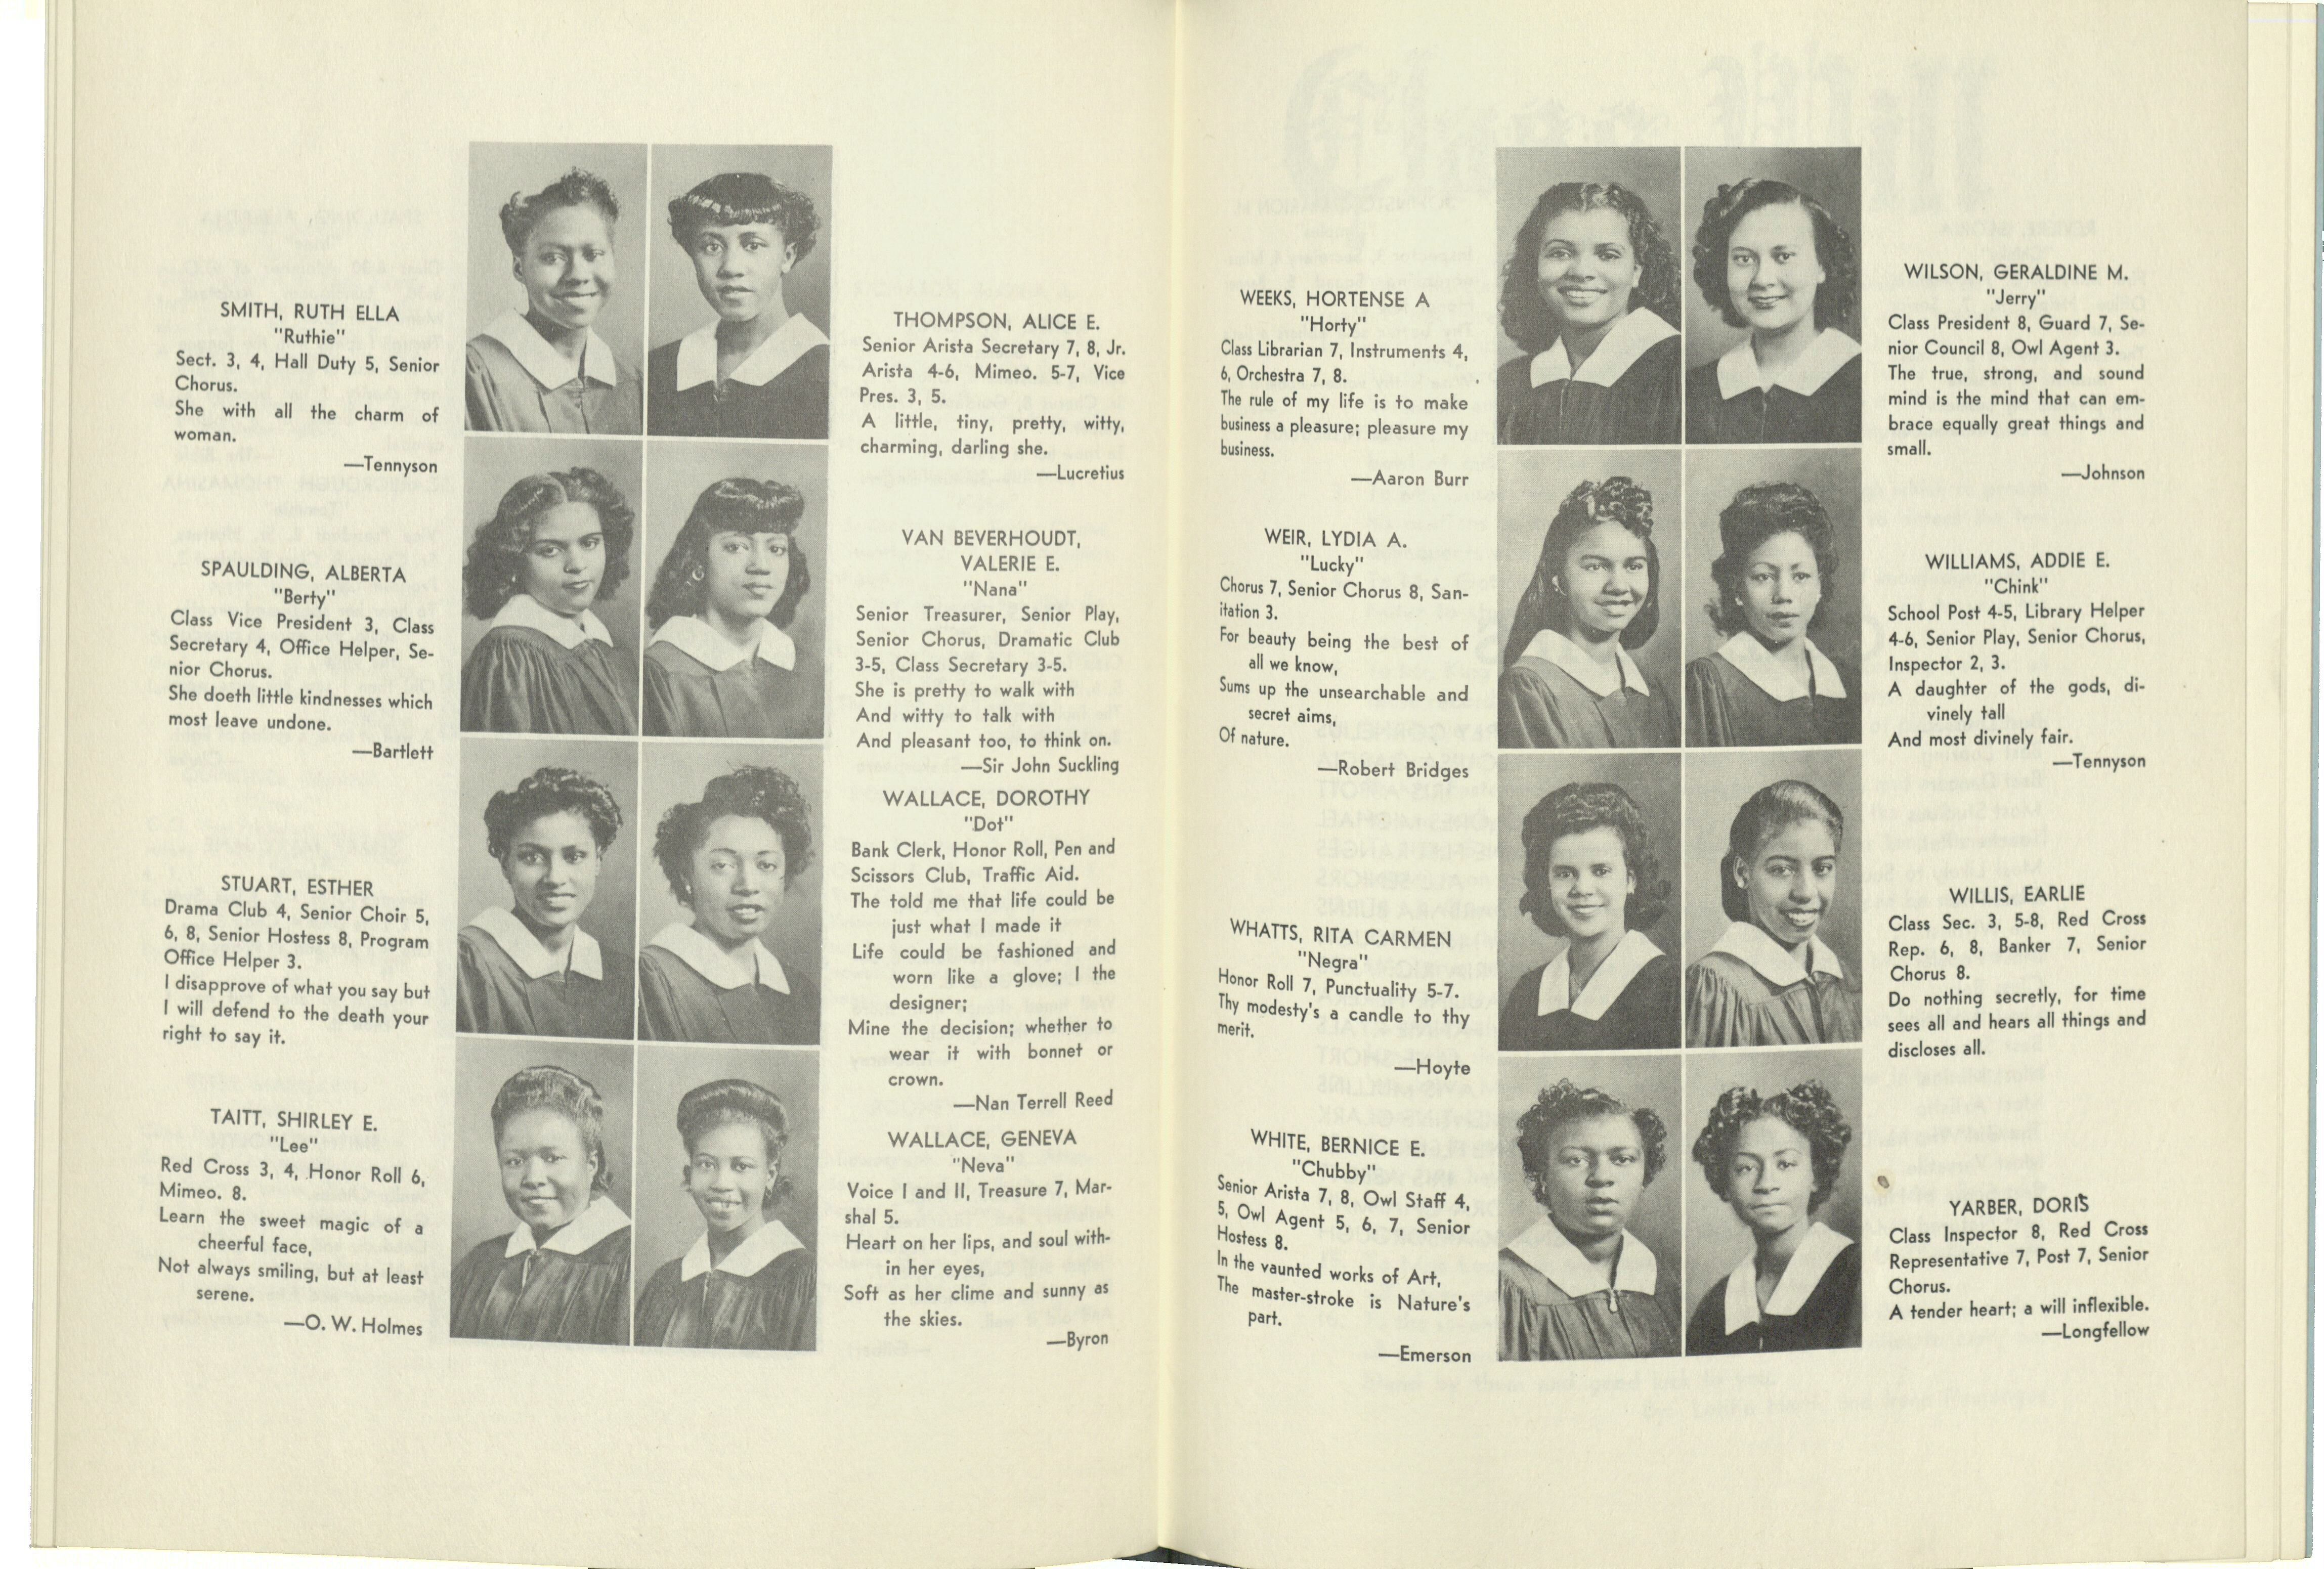 SMITH, RUTH ELLA
"Ruthie"
Sect. 3, 4, Hall Duty 5, Senior
Chorus.
She with all the charm of
woman.
—Tennyson
SPAULDING, ALBERTA
"Berty"
Class Vice President 3, Class
Secretary 4, Office Helper, Se-
nior Chorus.
She doeth little kindnesses which
most leave undone.
—Bartlett
STUART, ESTHER
Drama Club 4, Senior Choir 5,
6, 8, Senior Hostess 8, Program
Office Helper 3.
I disapprove of what you say but
I will defend to the death your
right to say it.
TAITT, SHIRLEY E.
"Lee"
Red Cross 3, 4, Honor Roll 6,
Mimeo. 8.
Learn the sweet magic of a
cheerful face,
Not always smiling, but at least
serene.
—O. W. Holmes
THOMPSON, ALICE E.
Senior Arista Secretary 7, 8, Jr.
Arista 4-6, Mimeo. 5-7, Vice
Pres. 3, 5.
A little, tiny, pretty, witty,
charming, darling she.
—Lucretius
VAN BEVERHOUDT,
VALERIE E.
"Nana"
Senior Treasurer, Senior Play,
Senior Chorus, Dramatic Club
3-5, Class Secretary 3-5.
She is pretty to walk with
And witty to talk with
And pleasant too, to think on.
—Sir John Suckling
WALLACE, DOROTHY
"Dot"
Bank Clerk, Honor Roll, Pen and
Scissors Club, Traffic Aid.
The told me that life could be
just what I made it
Life could be fashioned and
worn like a glove; I the
designer;
Mine the decision; whether to
wear it with bonnet or
crown.
—Nan Terrell Reed
WALLACE, GENEVA
"Neva"
Voice I and II, Treasure 7, Mar-
shal 5.
Heart on her lips, and soul with-
in her eyes,
Soft as her clime and sunny as
the skies.
—Byron
WEEKS, HORTENSE A
"Horty"
Class Librarian 7, Instruments 4,
6, Orchestra 7, 8.
The rule of my life is to make
business a pleasure; pleasure my
business.
—Aaron Burr
WEIR, LYDIA A.
"Lucky"
Chorus 7, Senior Chorus 8, San-
itation 3.
For beauty being the best of
all we know,
Sums up the unsearchable and
secret aims,
Of nature.
—Robert Bridges
WHATTS, RITA CARMEN
"Negra"
Honor Roll 7, Punctuality 5-7.
Thy modesty's a candle to thy
merit.
—Hoyte
WHITE, BERNICE E.
"Chubby"
Senior Arista 7, 8, Owl Staff 4,
5, Owl Agent 5, 6, 7, Senior
Hostess 8.
In the vaunted works of Art,
The master-stroke is Nature's
part.
—Emerson
WILSON, GERALDINE M.
"Jerry"
Class President 8, Guard 7, Se-
nior Council 8, Owl Agent 3.
The true, strong, and sound
mind is the mind that can em-
brace equally great things and
small.
—Johnson
WILLIAMS, ADDIE E.
"Chink"
School Post 4-5, Library Helper
4-6, Senior Play, Senior Chorus,
Inspector 2, 3.
A daughter of the gods, di-
vinely tall
And most divinely fair.
—Tennyson
WILLIS, EARLIE
Class Sec. 3, 5-8, Red Cross
Rep. 6, 8, Banker 7, Senior
Chorus 8.
Do nothing secretly, for time
sees all and hears all things and
discloses all.
YARBER, DORIS
Class Inspector 8, Red Cross
Representative 7, Post 7, Senior
Chorus.
A tender heart; a will inflexible.
—Longfellow